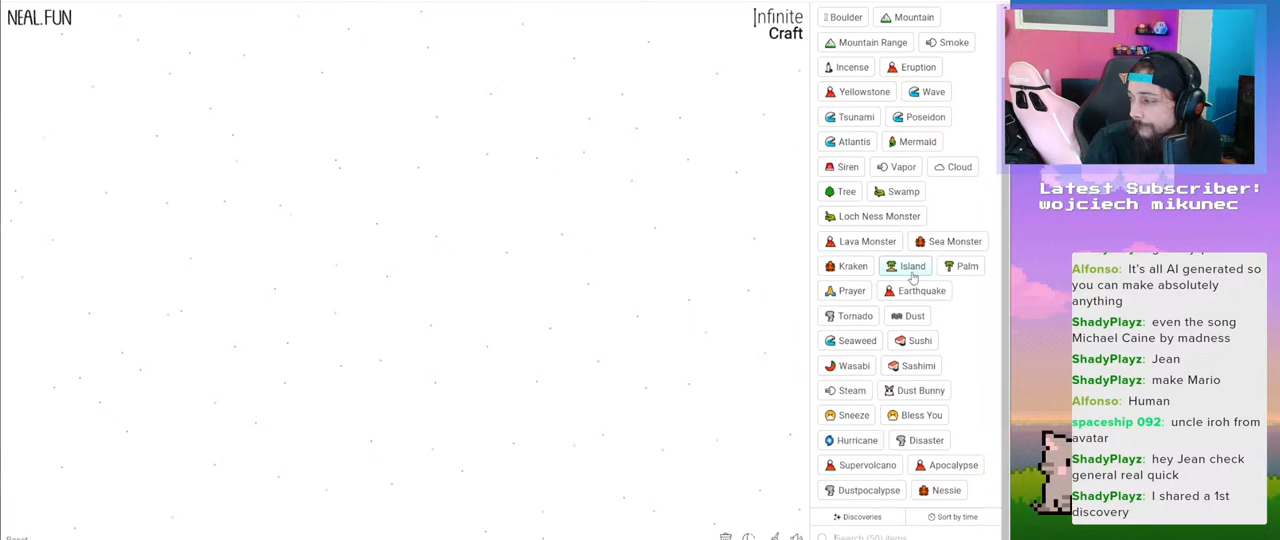 NEAL.FUN
Infinite
Craft
Boulder Mountain
Mountain Range Smoke
Incense Eruption
Yellowstone Wave
Tsunami Poseidon
Atlantis Mermaid
Siren Vapor Cloud
Tree Swamp
Loch Ness Monster
Lava Monster Sea Monster
Kraken Island Palm
Prayer Earthquake
Tornado Dust
Seaweed Sushi
Wasabi Sashimi
Steam Dust Bunny
Sneeze Bless You
Hurricane Disaster
Supervolcano Apocalypse
Dustpocalypse Nessie
Discoveries Sort by time
Search (50) items
Reset
Latest Subscriber:
wojciech mikunec
Alfonso: It's all AI generated so
you can make absolutely
anything
ShadyPlayz: even the song
Michael Caine by madness
ShadyPlayz: Jean
ShadyPlayz: make Mario
Alfonso: Human
spaceship 092: uncle iroh from
avatar
ShadyPlayz: hey Jean check
general real quick
ShadyPlayz: I shared a 1st
discovery